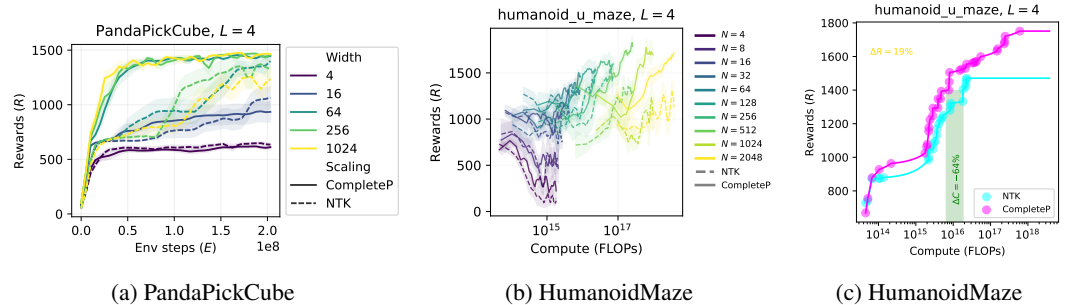 PandaPickCube, L = 4
1500
1000
500
0
Rewards (R)
0.0 0.5 1.0 1.5 2.0
1e8
Env steps (E)
Width
4
16
64
256
1024
Scaling
CompleteP
NTK
(a) PandaPickCube
humanoid_u_maze, L = 4
1750
1500
1250
1000
750
500
250
0
Rewards (R)
10^15 10^17
Compute (FLOPs)
N = 4
N = 8
N = 16
N = 32
N = 64
N = 128
N = 256
N = 512
N = 1024
N = 2048
NTK
CompleteP
(b) HumanoidMaze
humanoid_u_maze, L = 4
1800
1600
1400
1200
1000
800
Rewards (R)
ΔR = 19%
ΔC = −64%
NTK
CompleteP
10^14 10^15 10^16 10^17 10^18
Compute (FLOPs)
(c) HumanoidMaze